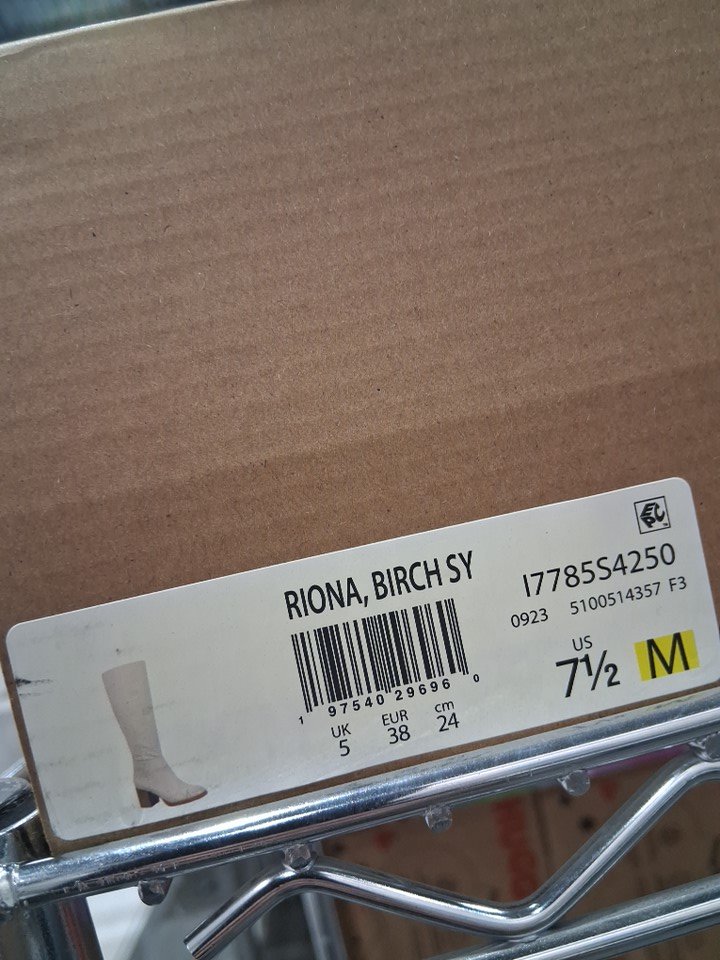 EPC
RIONA, BIRCH SY
I7785S4250
0923 5100514357 F3
1 97540 29696 0
UK EUR cm
5 38 24
US
7½ M